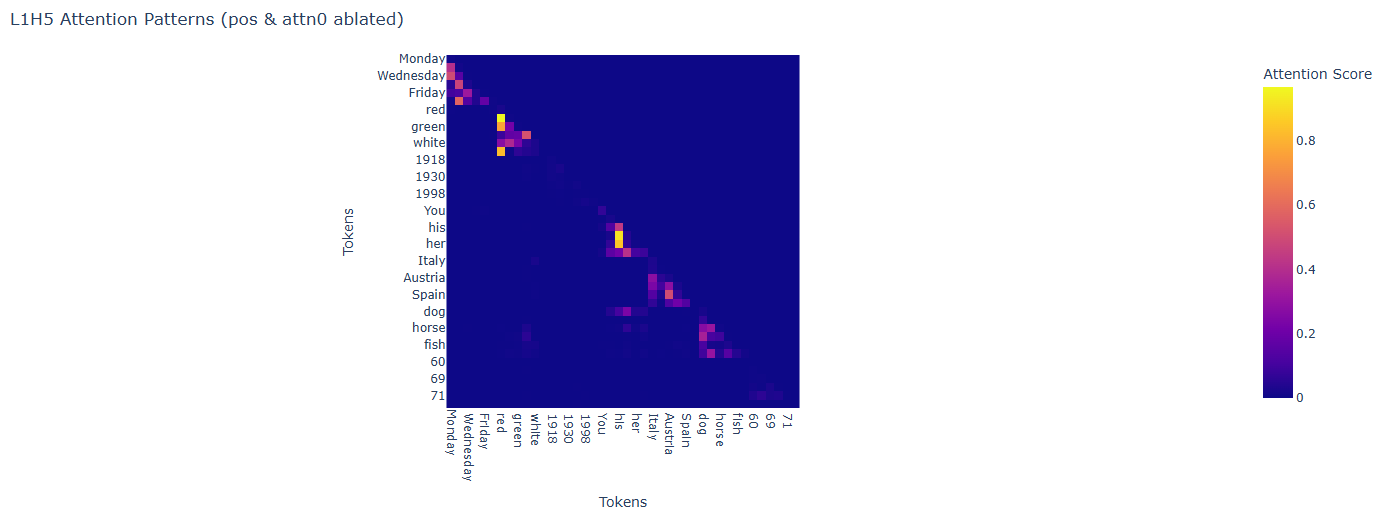 L1H5 Attention Patterns (pos & attn0 ablated)
Attention Score
Monday
Wednesday
Friday
red
green
white
1918
1930
1998
You
his
her
Italy
Austria
Spain
dog
horse
fish
60
69
71
Tokens
Monday
Wednesday
Friday
red
green
white
1918
1930
1998
You
his
her
Italy
Austria
Spain
dog
horse
fish
60
69
71
Tokens
0.8
0.6
0.4
0.2
0